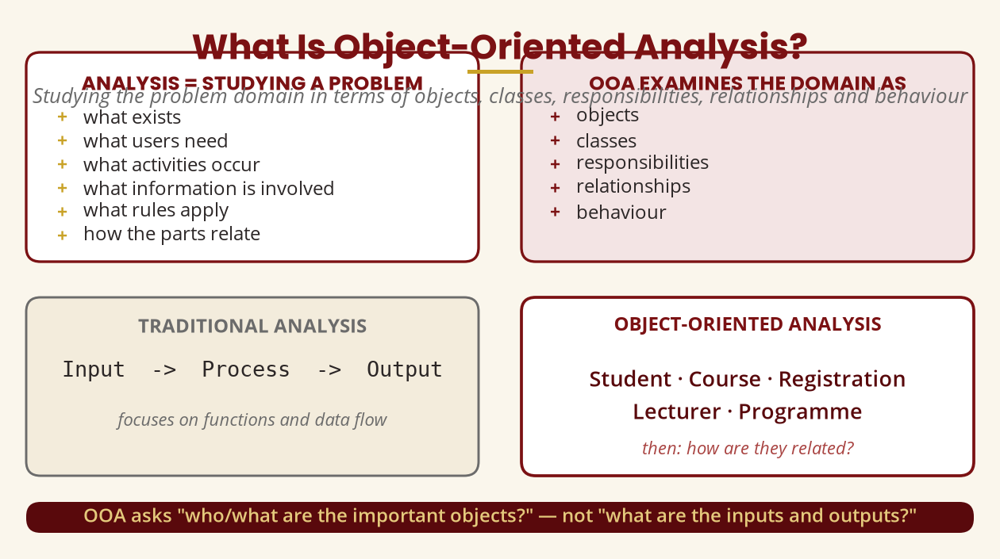 What Is Object-Oriented Analysis?
Studying the problem domain in terms of objects, classes, responsibilities, relationships and behaviour
ANALYSIS = STUDYING A PROBLEM
+ what exists
+ what users need
+ what activities occur
+ what information is involved
+ what rules apply
+ how the parts relate
OOA EXAMINES THE DOMAIN AS
+ objects
+ classes
+ responsibilities
+ relationships
+ behaviour
TRADITIONAL ANALYSIS
Input -> Process -> Output
focuses on functions and data flow
OBJECT-ORIENTED ANALYSIS
Student · Course · Registration
Lecturer · Programme
then: how are they related?
OOA asks "who/what are the important objects?" — not "what are the inputs and outputs?"